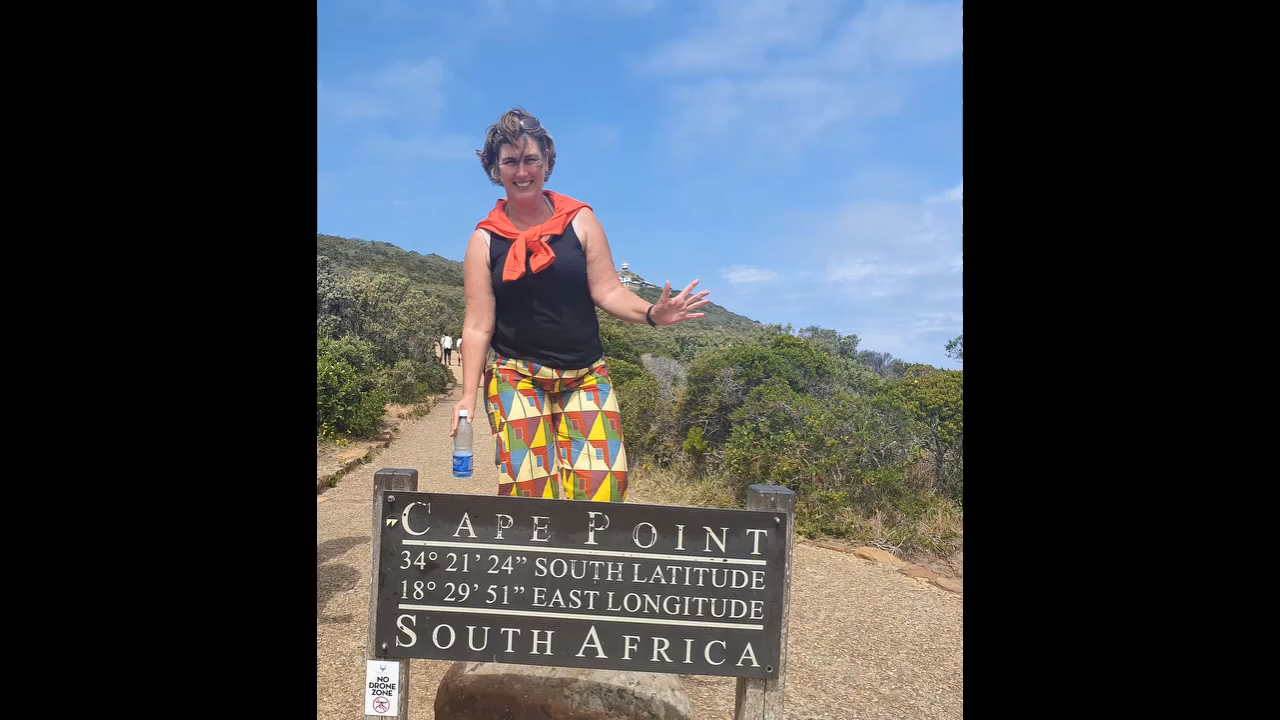 CAPE POINT
34° 21' 24” SOUTH LATITUDE
18° 29' 51” EAST LONGITUDE
SOUTH AFRICA
NO
DRONE
ZONE